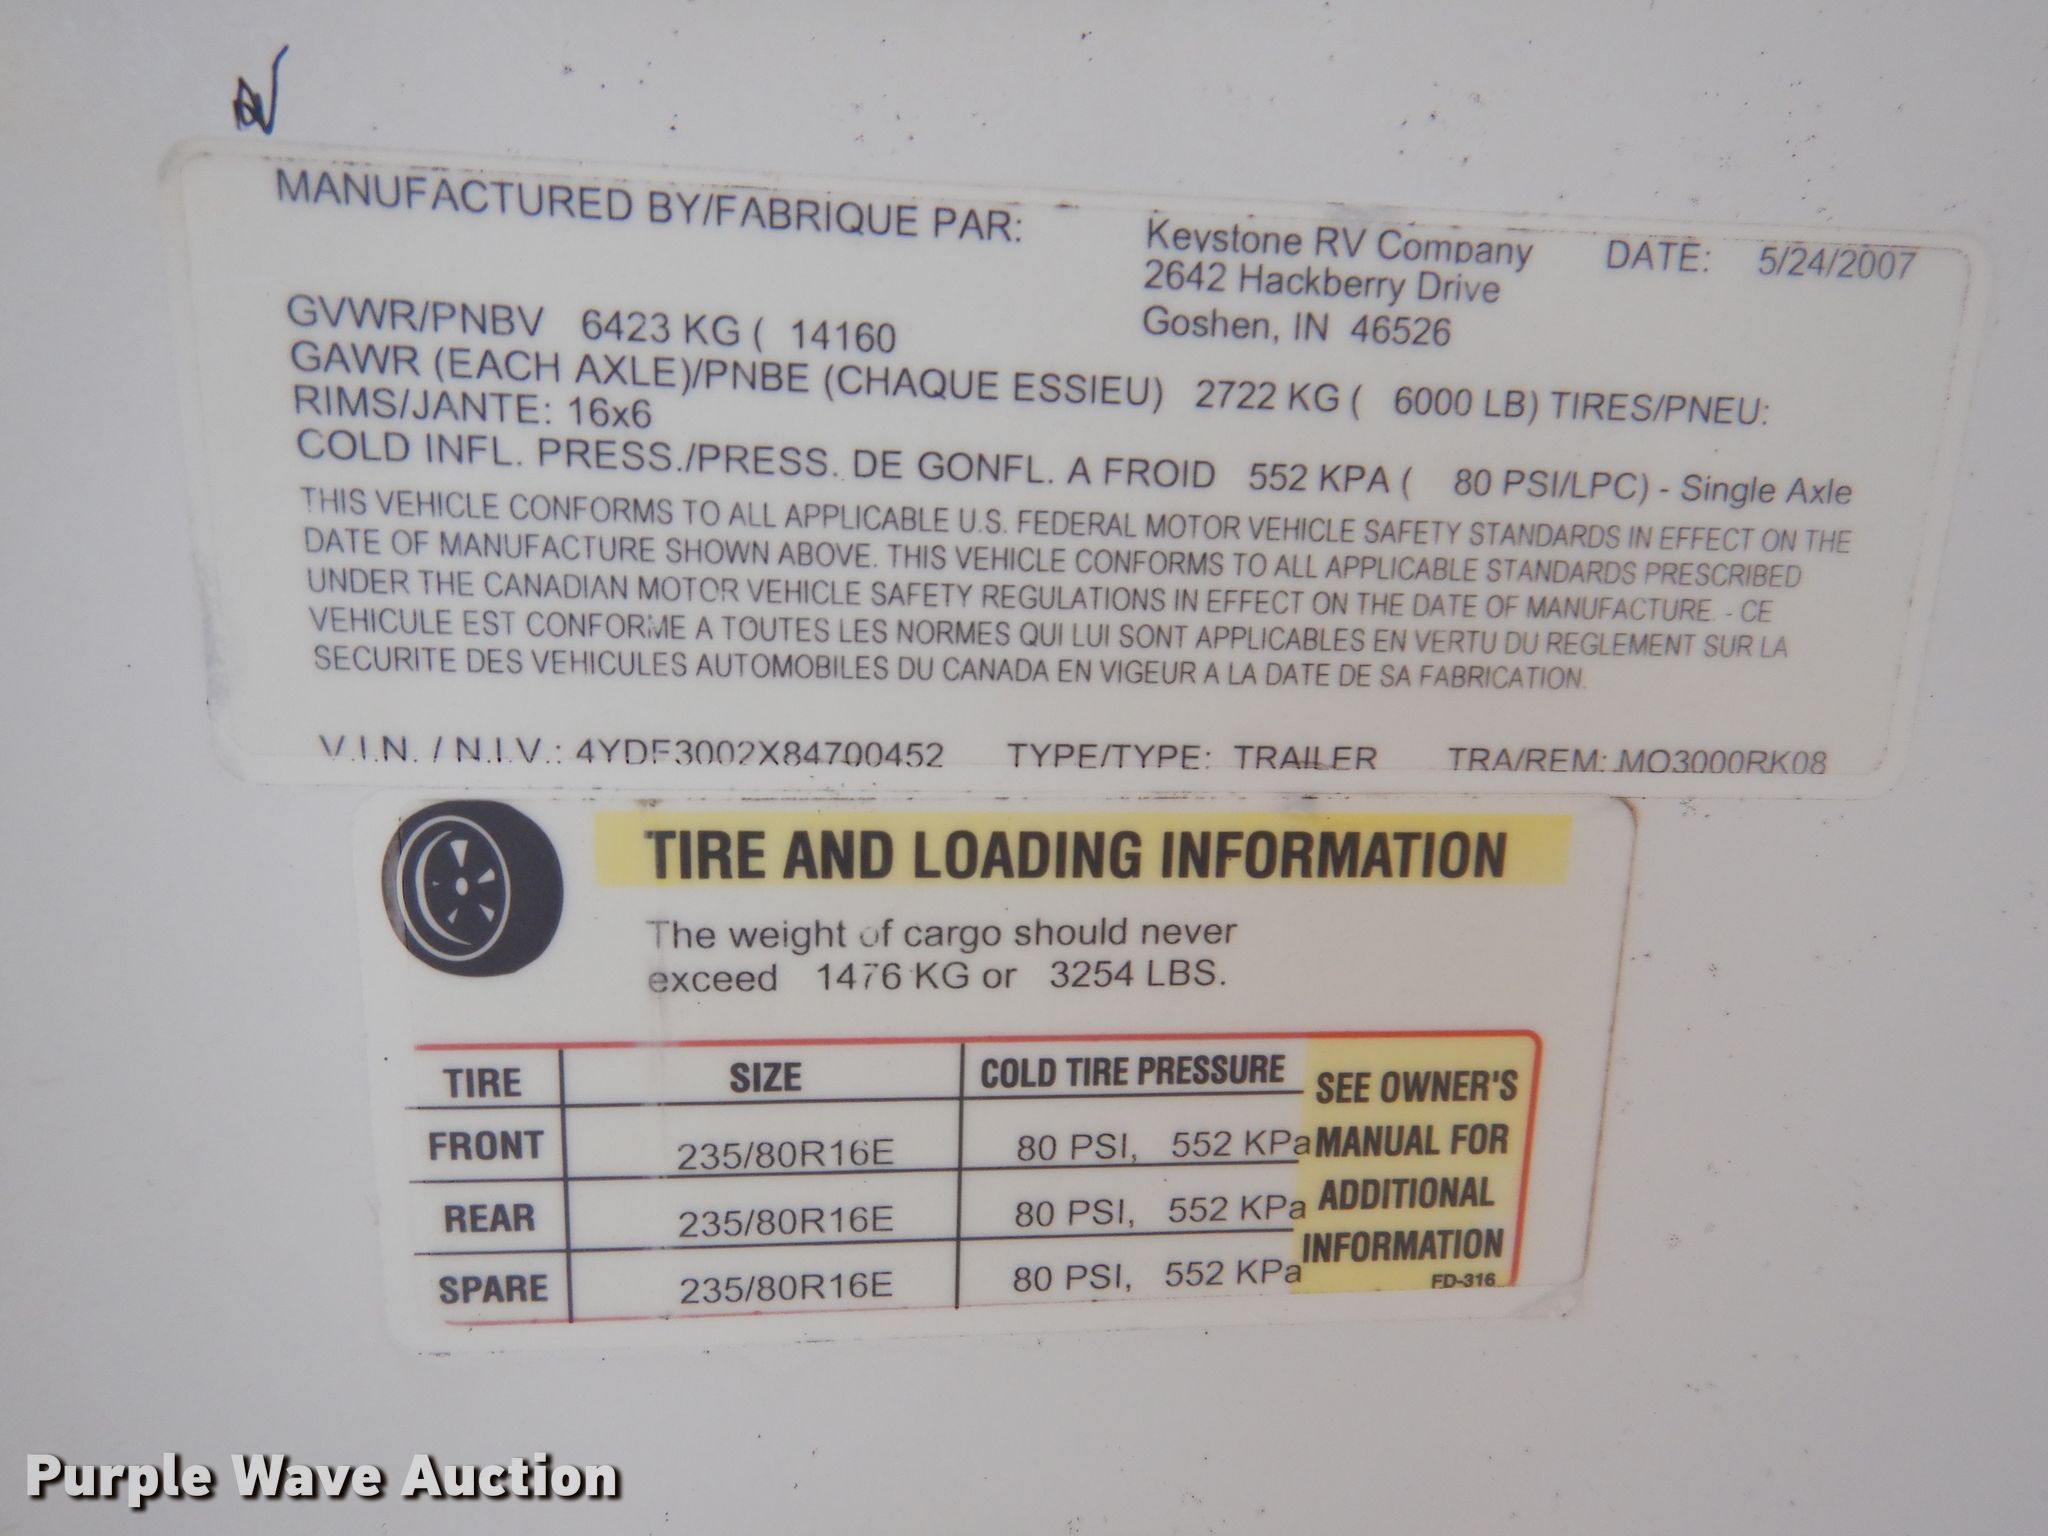 MANUFACTURED BY/FABRIQUE PAR:
Keystone RV Company DATE: 5/24/2007
2642 Hackberry Drive
Goshen, IN 46526
GVWR/PNBV 6423 KG ( 14160
GAWR (EACH AXLE)/PNBE (CHAQUE ESSIEU) 2722 KG ( 6000 LB) TIRES/PNEU:
RIMS/JANTE: 16x6
COLD INFL. PRESS./PRESS. DE GONFL. A FROID 552 KPA ( 80 PSI/LPC) - Single Axle
THIS VEHICLE CONFORMS TO ALL APPLICABLE U.S. FEDERAL MOTOR VEHICLE SAFETY STANDARDS IN EFFECT ON THE
DATE OF MANUFACTURE SHOWN ABOVE. THIS VEHICLE CONFORMS TO ALL APPLICABLE STANDARDS PRESCRIBED
UNDER THE CANADIAN MOTOR VEHICLE SAFETY REGULATIONS IN EFFECT ON THE DATE OF MANUFACTURE. - CE
VEHICULE EST CONFORME A TOUTES LES NORMES QUI LUI SONT APPLICABLES EN VERTU DU REGLEMENT SUR LA
SECURITE DES VEHICULES AUTOMOBILES DU CANADA EN VIGEUR A LA DATE DE SA FABRICATION.
V.I.N. / N.I.V.: 4YDF3002X84700452 TYPE/TYPE: TRAILER TRA/REM: MO3000RK08
TIRE AND LOADING INFORMATION
The weight of cargo should never
exceed 1476 KG or 3254 LBS.
TIRE SIZE COLD TIRE PRESSURE
FRONT 235/80R16E 80 PSI, 552 KPa
REAR 235/80R16E 80 PSI, 552 KPa
SPARE 235/80R16E 80 PSI, 552 KPa
SEE OWNER'S
MANUAL FOR
ADDITIONAL
INFORMATION
FD-316
Purple Wave Auction